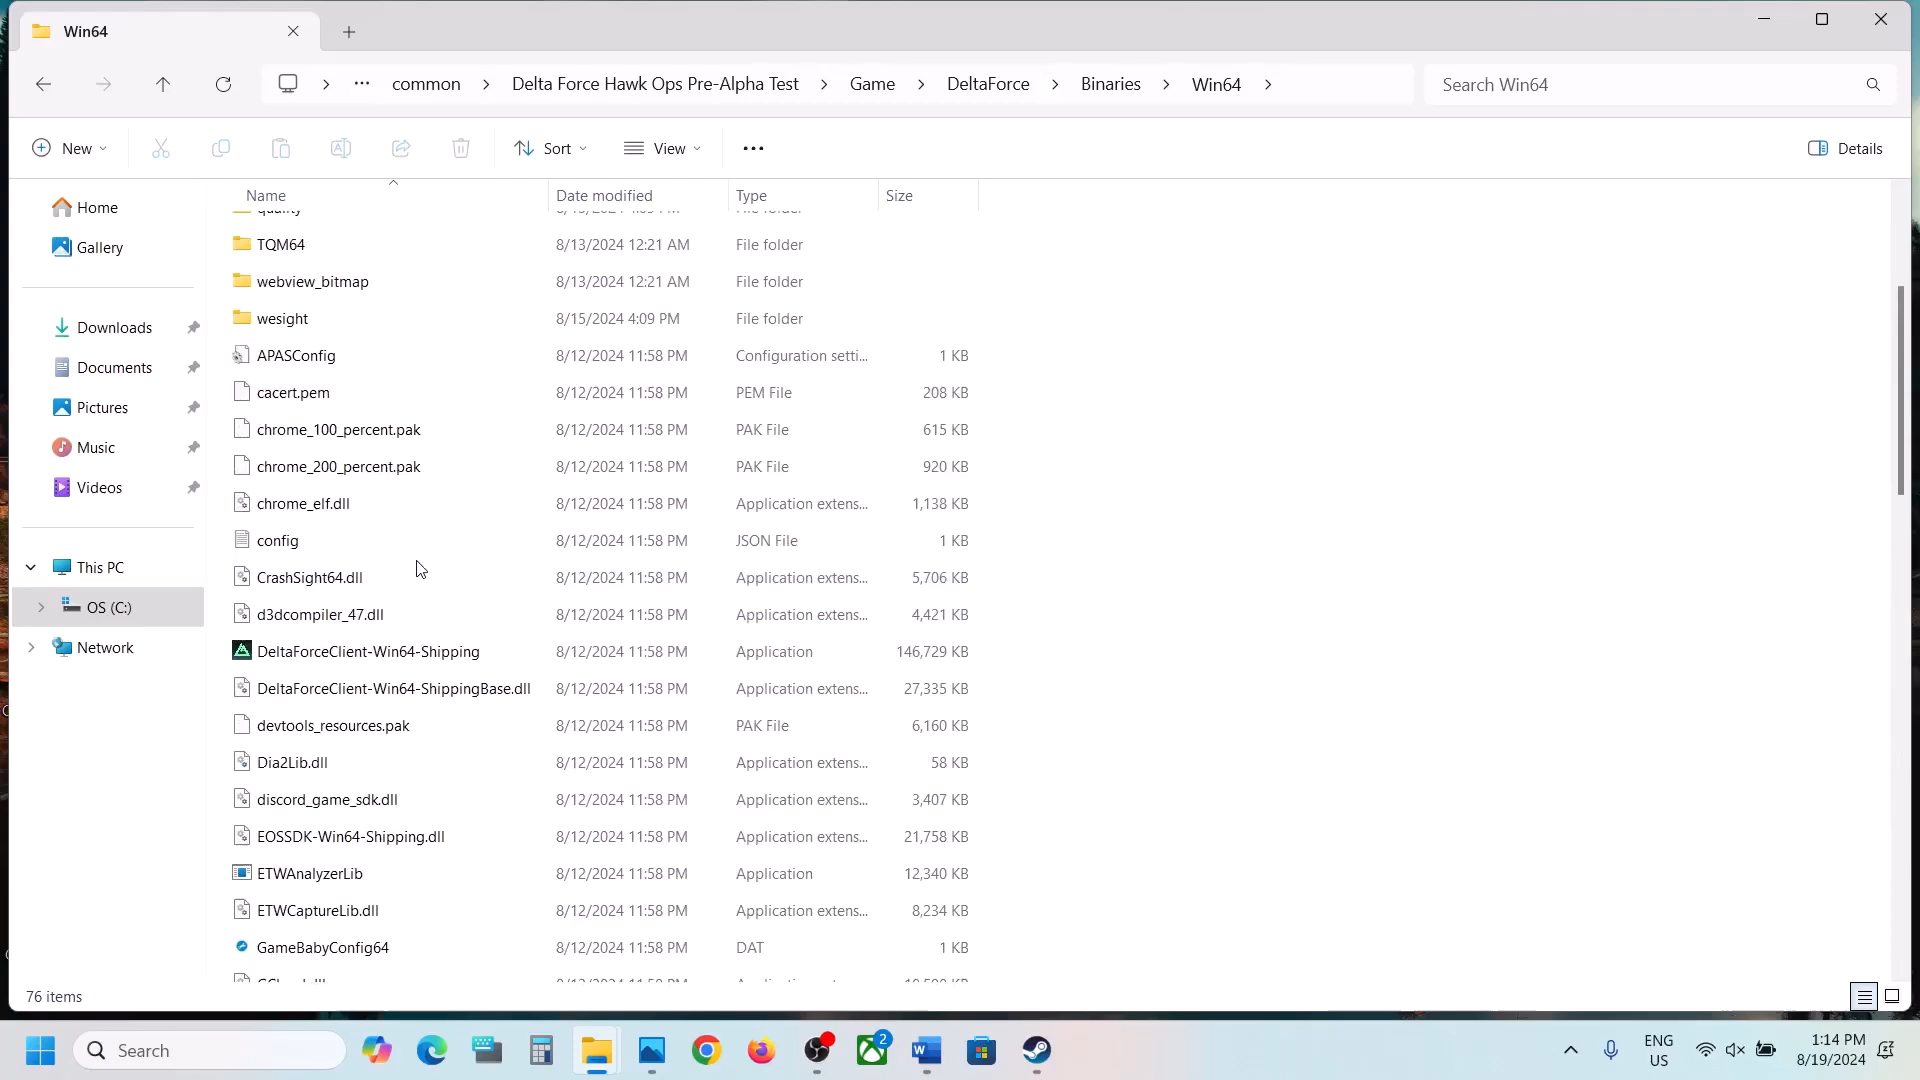 Win64
common
Delta Force Hawk Ops Pre-Alpha Test
Game
DeltaForce
Binaries
Win64
Search Win64
New
Sort
View
Details
Name Date modified Type Size
Home
Gallery
Downloads
Documents
Pictures
Music
Videos
This PC
OS (C:)
Network
quality
TQM64 8/13/2024 12:21 AM File folder
webview_bitmap 8/13/2024 12:21 AM File folder
wesight 8/15/2024 4:09 PM File folder
APASConfig 8/12/2024 11:58 PM Configuration setti... 1 KB
cacert.pem 8/12/2024 11:58 PM PEM File 208 KB
chrome_100_percent.pak 8/12/2024 11:58 PM PAK File 615 KB
chrome_200_percent.pak 8/12/2024 11:58 PM PAK File 920 KB
chrome_elf.dll 8/12/2024 11:58 PM Application extens... 1,138 KB
config 8/12/2024 11:58 PM JSON File 1 KB
CrashSight64.dll 8/12/2024 11:58 PM Application extens... 5,706 KB
d3dcompiler_47.dll 8/12/2024 11:58 PM Application extens... 4,421 KB
DeltaForceClient-Win64-Shipping 8/12/2024 11:58 PM Application 146,729 KB
DeltaForceClient-Win64-ShippingBase.dll 8/12/2024 11:58 PM Application extens... 27,335 KB
devtools_resources.pak 8/12/2024 11:58 PM PAK File 6,160 KB
Dia2Lib.dll 8/12/2024 11:58 PM Application extens... 58 KB
discord_game_sdk.dll 8/12/2024 11:58 PM Application extens... 3,407 KB
EOSSDK-Win64-Shipping.dll 8/12/2024 11:58 PM Application extens... 21,758 KB
ETWAnalyzerLib 8/12/2024 11:58 PM Application 12,340 KB
ETWCaptureLib.dll 8/12/2024 11:58 PM Application extens... 8,234 KB
GameBabyConfig64 8/12/2024 11:58 PM DAT 1 KB
76 items
Search
2
ENG
US
1:14 PM
8/19/2024